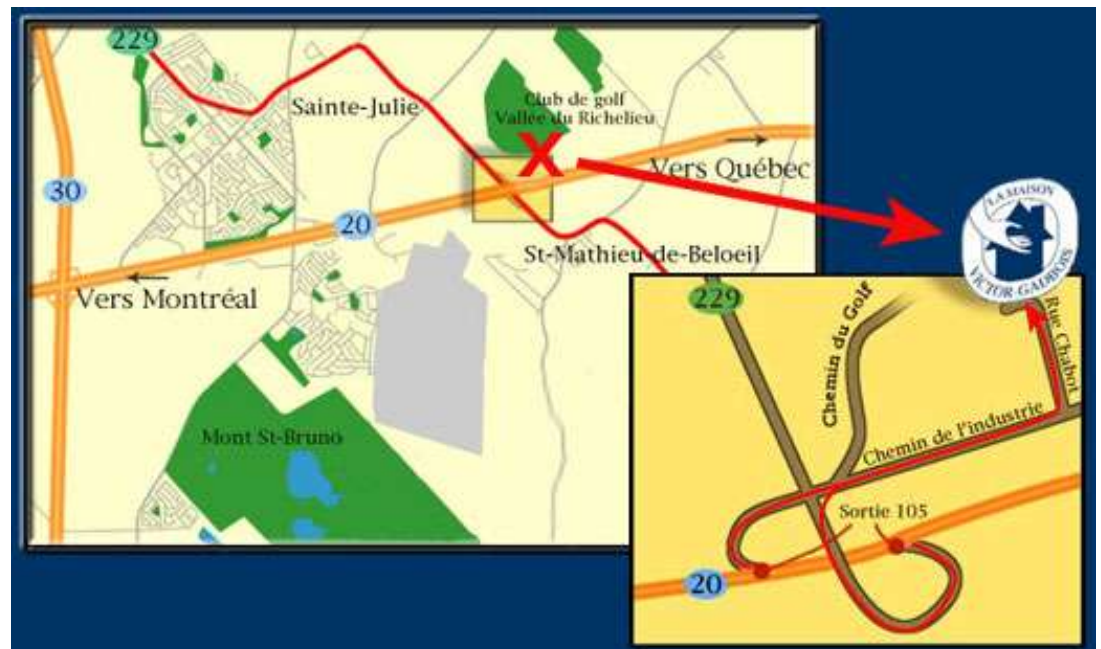 229
Sainte-Julie
Club de golf
Vallée du Richelieu
X
Vers Québec
30
20
St-Mathieu-de-Beloeil
Vers Montréal
Mont St-Bruno
LA MAISON
VICTOR-GADBOIS
229
Chemin du Golf
Rue Chabot
Chemin de l'industrie
Sortie 105
20